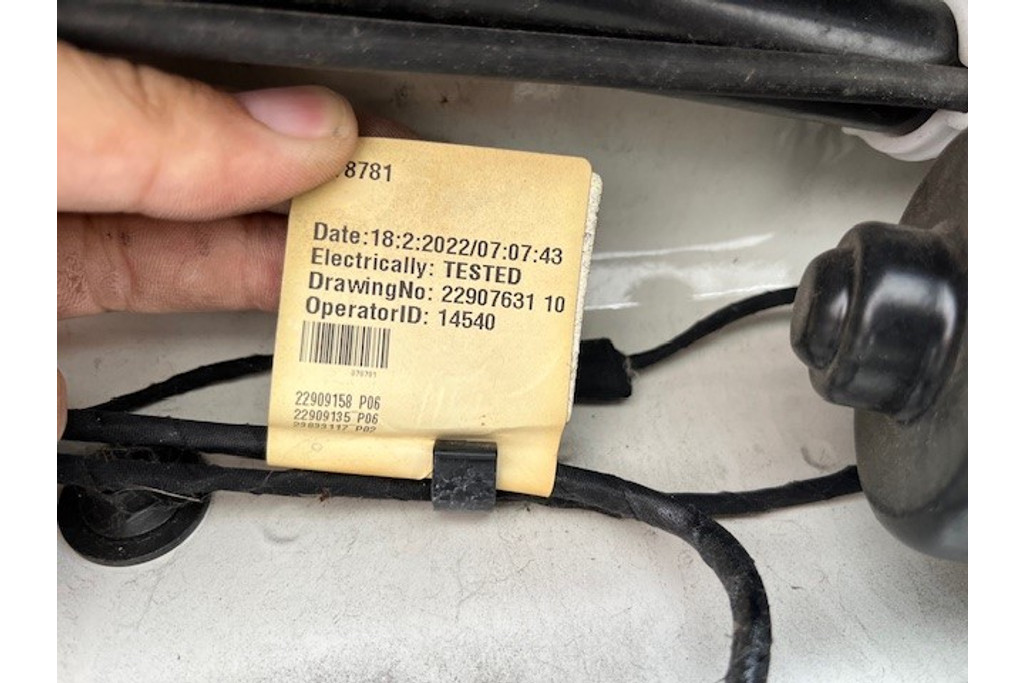 8781
Date:18:2:2022/07:07:43
Electrically: TESTED
DrawingNo: 22907631 10
OperatorID: 14540
22909158 P06
22909135 P06